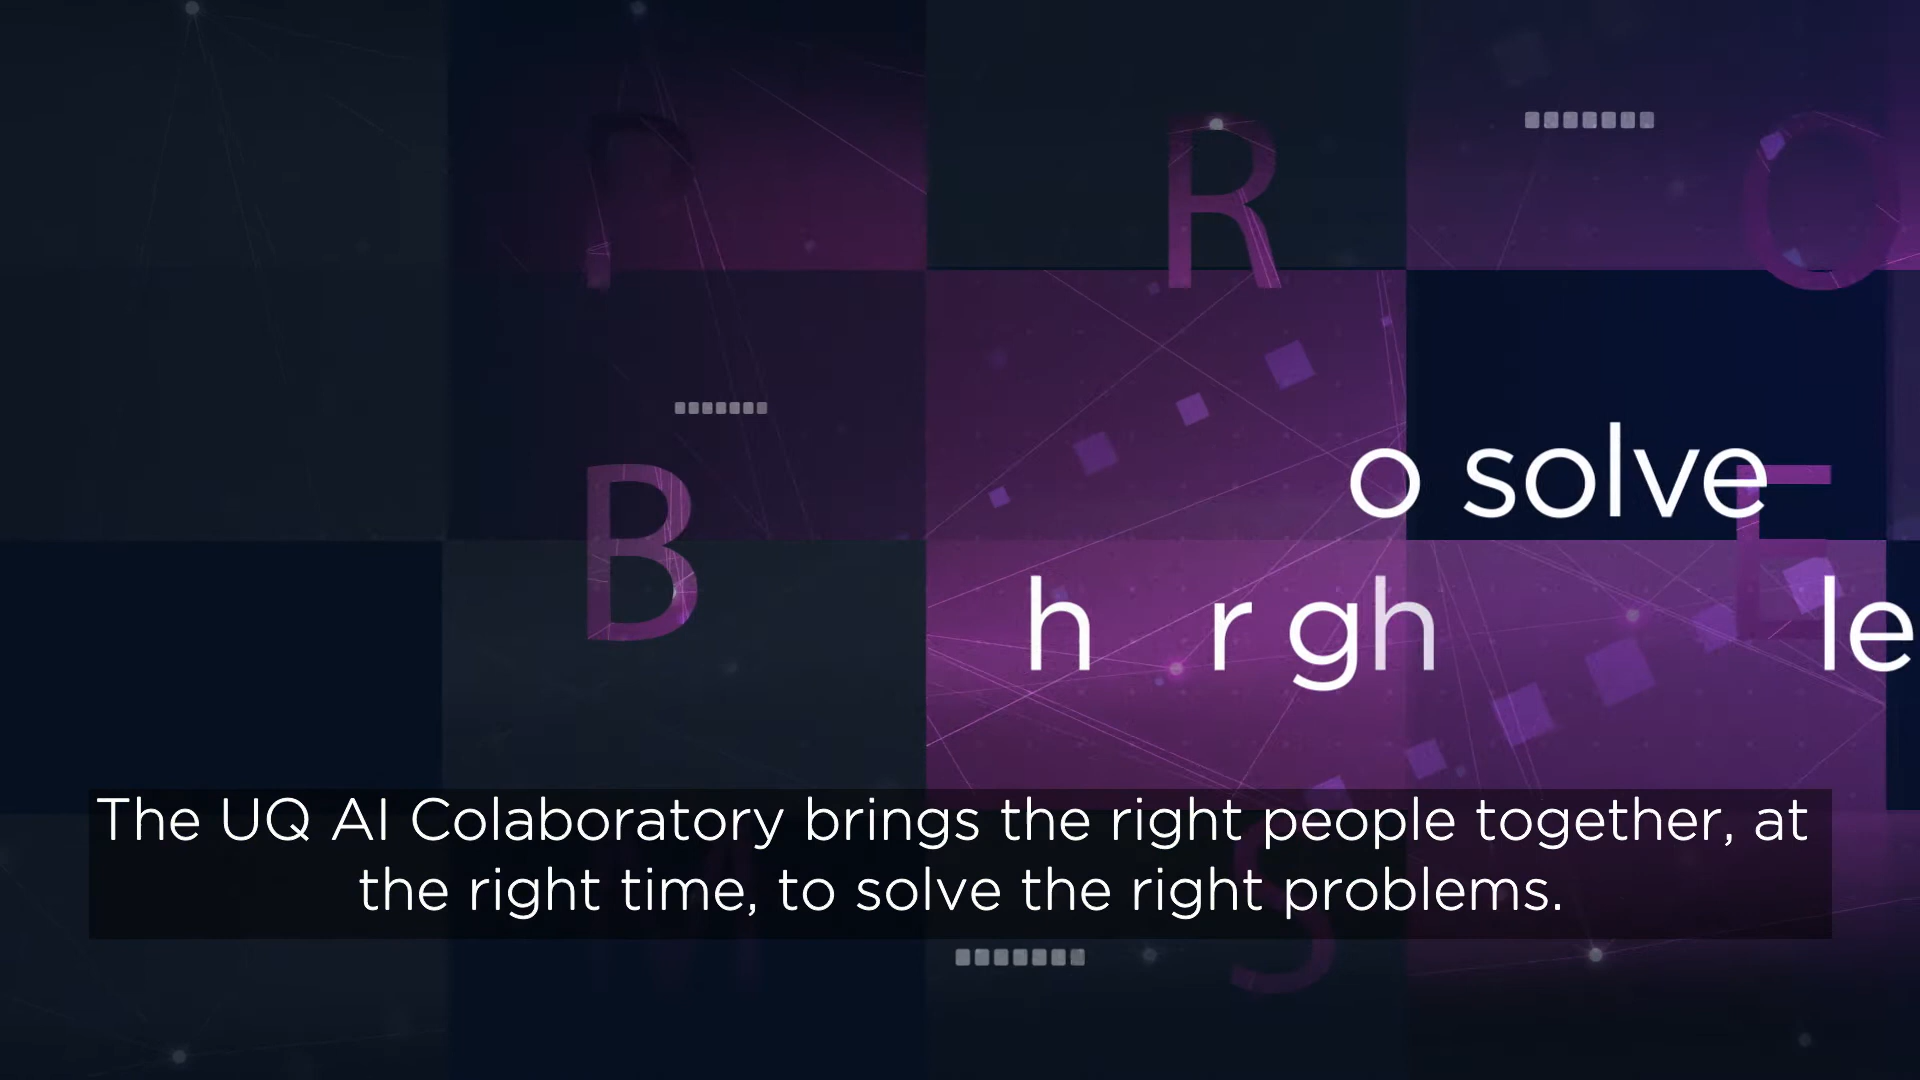 P R O
B L E
M S
o solve
h r gh le
The UQ AI Colaboratory brings the right people together, at
the right time, to solve the right problems.